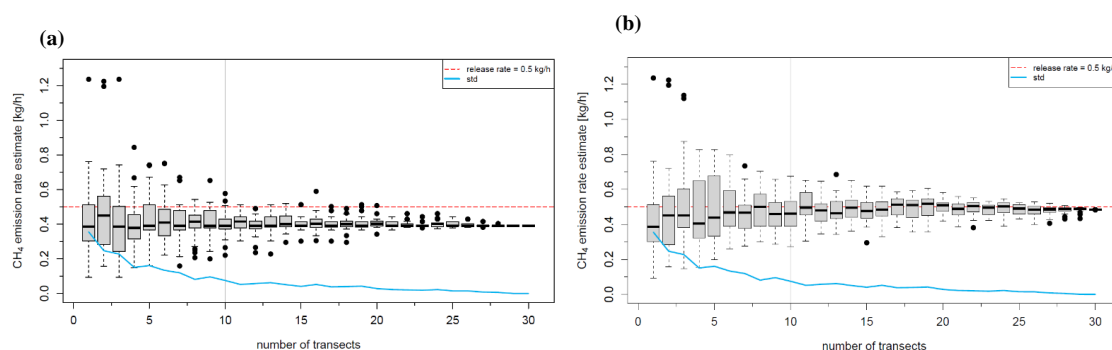 (a)
release rate = 0.5 kg/h
std
CH₄ emission rate estimate [kg/h]
1.2
1.0
0.8
0.6
0.4
0.2
0.0
0 5 10 15 20 25 30
number of transects
(b)
release rate = 0.5 kg/
std
CH₄ emission rate estimate [kg/h]
1.2
1.0
0.8
0.6
0.4
0.2
0.0
0 5 10 15 20 25 30
number of transects